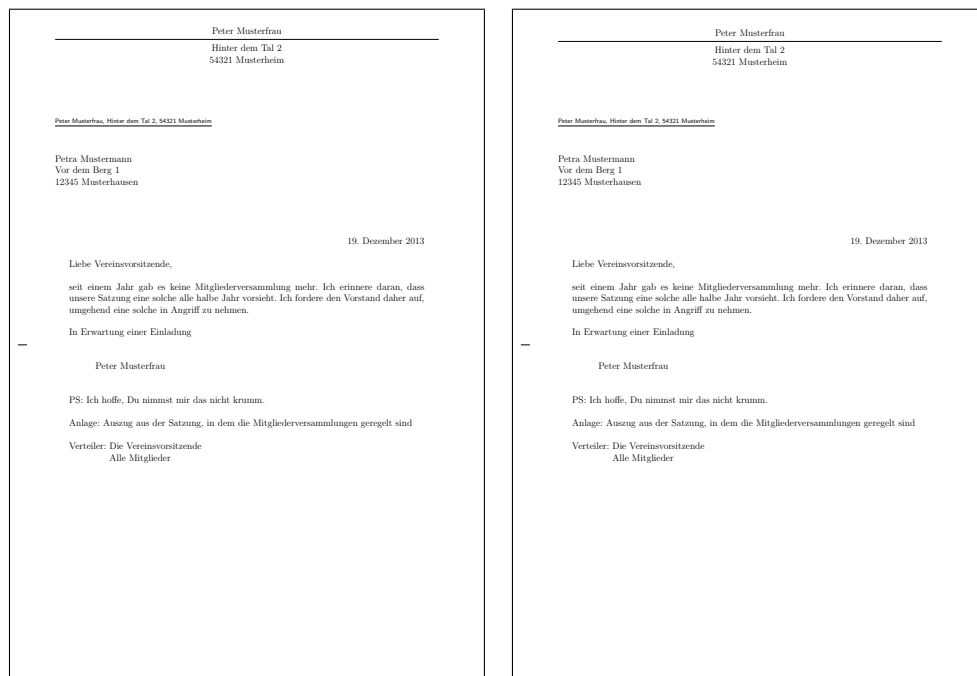 Peter Musterfrau
Hinter dem Tal 2
54321 Musterheim
Peter Musterfrau, Hinter dem Tal 2, 54321 Musterheim
Petra Mustermann
Vor dem Berg 1
12345 Musterhausen
19. Dezember 2013
Liebe Vereinsvorsitzende,
seit einem Jahr gab es keine Mitgliederversammlung mehr. Ich erinnere daran, dass
unsere Satzung eine solche alle halbe Jahr vorsieht. Ich fordere den Vorstand daher auf,
umgehend eine solche in Angriff zu nehmen.
In Erwartung einer Einladung
Peter Musterfrau
PS: Ich hoffe, Du nimmst mir das nicht krumm.
Anlage: Auszug aus der Satzung, in dem die Mitgliederversammlungen geregelt sind
Verteiler: Die Vereinsvorsitzende
Alle Mitglieder
Peter Musterfrau
Hinter dem Tal 2
54321 Musterheim
Peter Musterfrau, Hinter dem Tal 2, 54321 Musterheim
Petra Mustermann
Vor dem Berg 1
12345 Musterhausen
19. Dezember 2013
Liebe Vereinsvorsitzende,
seit einem Jahr gab es keine Mitgliederversammlung mehr. Ich erinnere daran, dass
unsere Satzung eine solche alle halbe Jahr vorsieht. Ich fordere den Vorstand daher auf,
umgehend eine solche in Angriff zu nehmen.
In Erwartung einer Einladung
Peter Musterfrau
PS: Ich hoffe, Du nimmst mir das nicht krumm.
Anlage: Auszug aus der Satzung, in dem die Mitgliederversammlungen geregelt sind
Verteiler: Die Vereinsvorsitzende
Alle Mitglieder